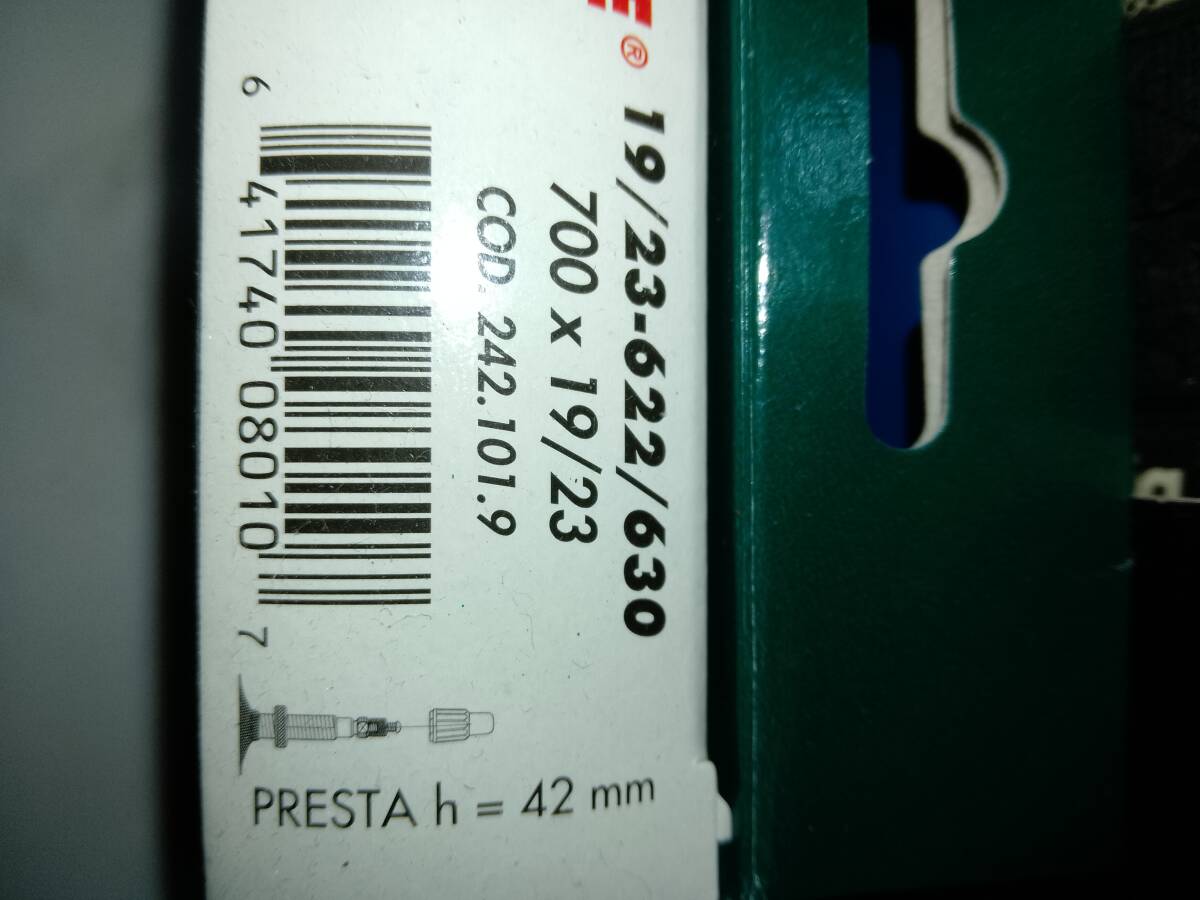 E®
19/23-622/630
700 x 19/23
COD. 242.101.9
6 41740 08010 7
PRESTA h = 42 mm